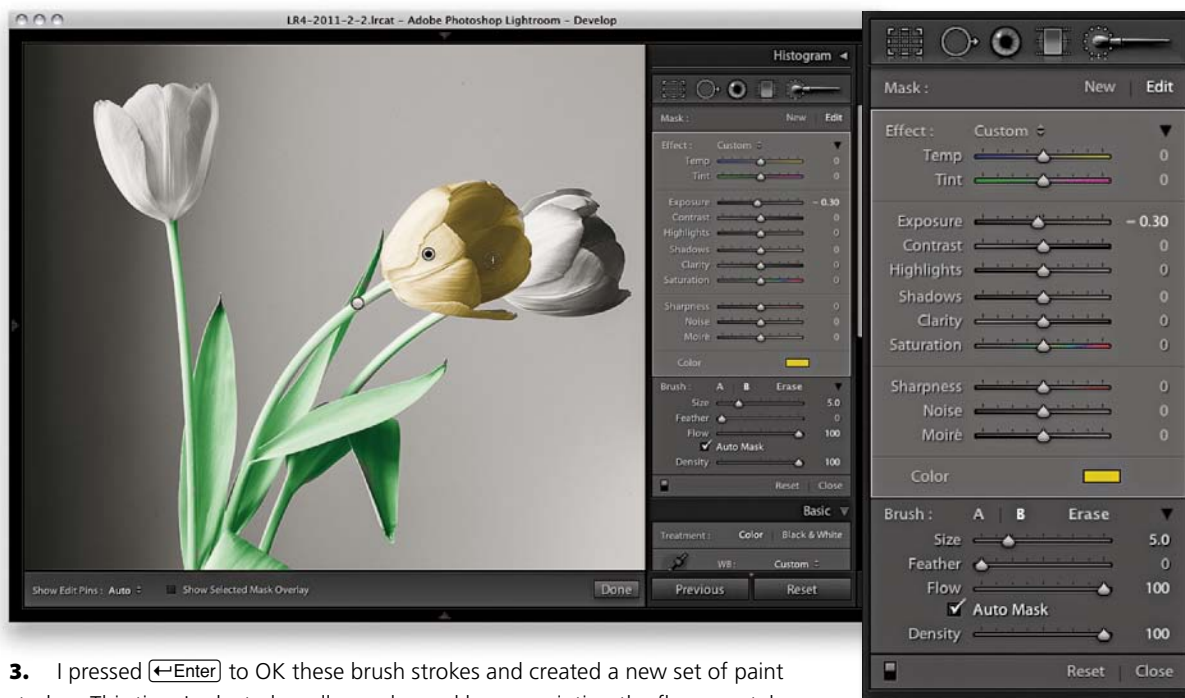 LR4-2011-2-2.lrcat – Adobe Photoshop Lightroom – Develop
Histogram
Mask : New Edit
Effect : Custom
Temp 0
Tint 0
Exposure – 0.30
Contrast 0
Highlights 0
Shadows 0
Clarity 0
Saturation 0
Sharpness 0
Noise 0
Moire 0
Color
Brush : A B Erase
Size 5.0
Feather 0
Flow 100
Auto Mask
Density 100
Reset Close
Basic
Treatment : Color Black & White
WB : Custom
Show Edit Pins : Auto Show Selected Mask Overlay Done Previous Reset
Mask : New Edit
Effect : Custom
Temp 0
Tint 0
Exposure – 0.30
Contrast 0
Highlights 0
Shadows 0
Clarity 0
Saturation 0
Sharpness 0
Noise 0
Moirè 0
Color
Brush : A B Erase
Size 5.0
Feather 0
Flow 100
Auto Mask
Density 100
Reset Close
3. I pressed ↵Enter to OK these brush strokes and created a new set of paint